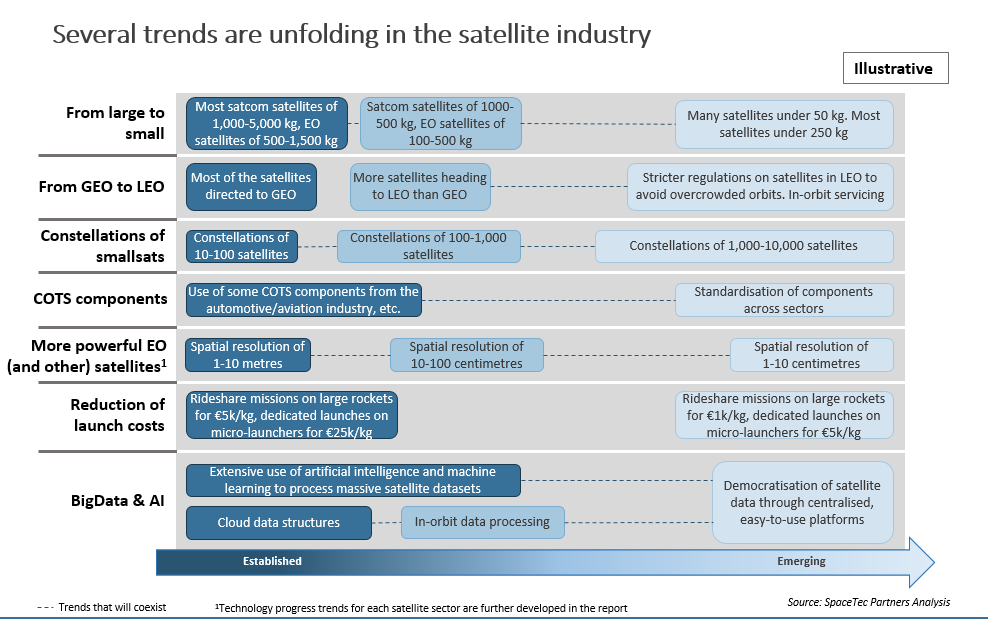 Several trends are unfolding in the satellite industry
Illustrative
From large to
small
Most satcom satellites of
1,000-5,000 kg, EO
satellites of 500-1,500 kg
Satcom satellites of 1000-
500 kg, EO satellites of
100-500 kg
Many satellites under 50 kg. Most
satellites under 250 kg
From GEO to LEO
Most of the satellites
directed to GEO
More satellites heading
to LEO than GEO
Stricter regulations on satellites in LEO to
avoid overcrowded orbits. In-orbit servicing
Constellations of
smallsats
Constellations of
10-100 satellites
Constellations of 100-1,000
satellites
Constellations of 1,000-10,000 satellites
COTS components
Use of some COTS components from the
automotive/aviation industry, etc.
Standardisation of components
across sectors
More powerful EO
(and other) satellites¹
Spatial resolution of
1-10 metres
Spatial resolution of
10-100 centimetres
Spatial resolution of
1-10 centimetres
Reduction of
launch costs
Rideshare missions on large rockets
for €5k/kg, dedicated launches on
micro-launchers for €25k/kg
Rideshare missions on large rockets
for €1k/kg, dedicated launches on
micro-launchers for €5k/kg
BigData & AI
Extensive use of artificial intelligence and machine
learning to process massive satellite datasets
Cloud data structures
In-orbit data processing
Democratisation of satellite
data through centralised,
easy-to-use platforms
Established
Emerging
--- Trends that will coexist
¹Technology progress trends for each satellite sector are further developed in the report
Source: SpaceTec Partners Analysis